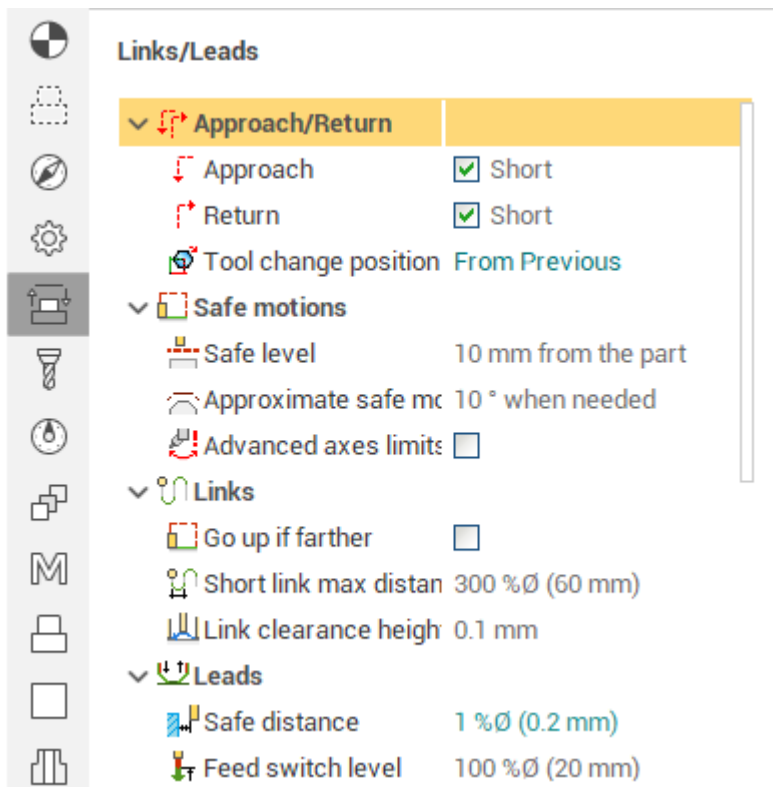 Links/Leads
Approach/Return
Approach Short
Return Short
Tool change position From Previous
Safe motions
Safe level 10 mm from the part
Approximate safe mo 10 ° when needed
Advanced axes limits
Links
Go up if farther
Short link max distan 300 %Ø (60 mm)
Link clearance heigh 0.1 mm
Leads
Safe distance 1 %Ø (0.2 mm)
Feed switch level 100 %Ø (20 mm)